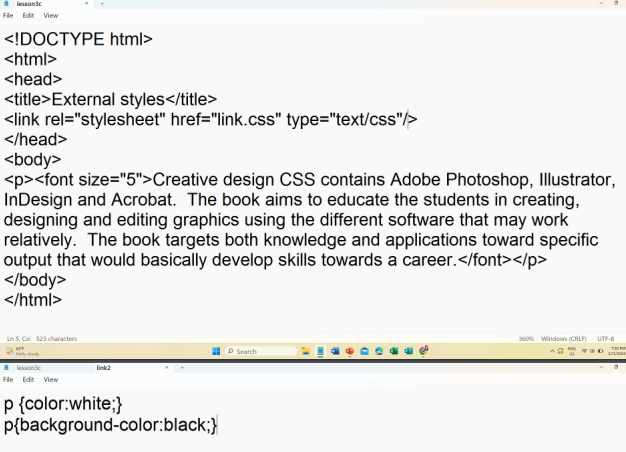 lesson3c
File Edit View
<!DOCTYPE html>
<html>
<head>
<title>External styles</title>
<link rel="stylesheet" href="link.css" type="text/css"/>
</head>
<body>
<p><font size="5">Creative design CSS contains Adobe Photoshop, Illustrator,
InDesign and Acrobat.  The book aims to educate the students in creating,
designing and editing graphics using the different software that may work
relatively.  The book targets both knowledge and applications toward specific
output that would basically develop skills towards a career.</font></p>
</body>
</html>
Ln 5, Col 523 characters 360% Windows (CRLF) UTF-8
Partly cloudy Search ENG US
lesson3c link2
File Edit View
p {color:white;}
p{background-color:black;}